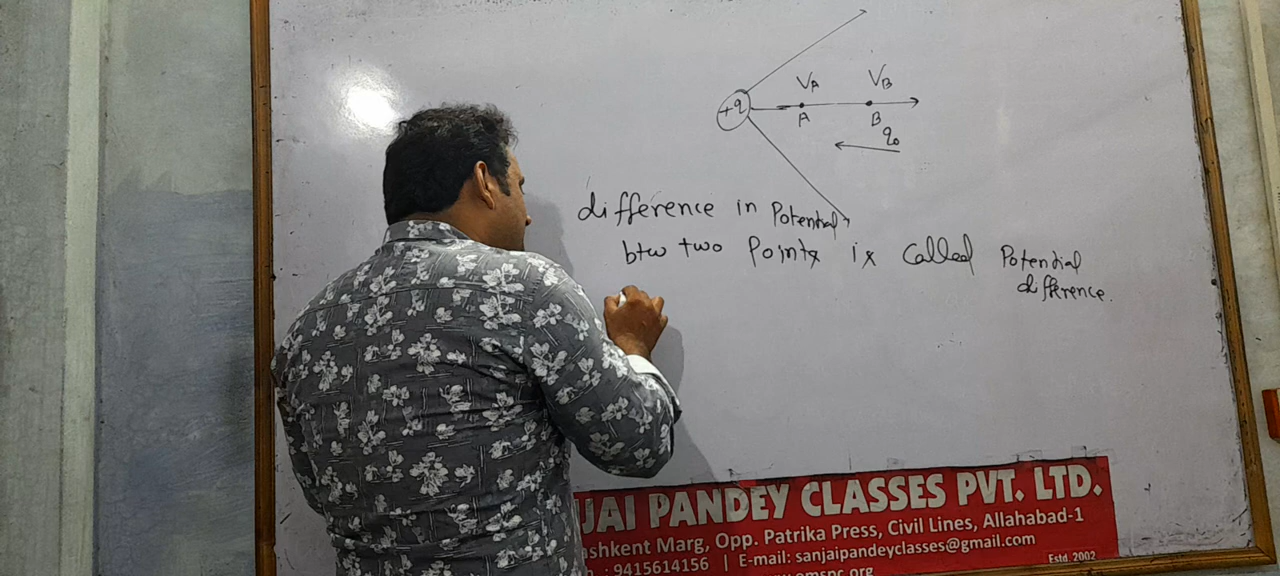 VA VB
+q
A B
q₀
difference in Potential
btw two Points is called Potential
difference.
JAI PANDEY CLASSES PVT. LTD.
ashkent Marg, Opp. Patrika Press, Civil Lines, Allahabad-1
: 9415614156 | E-mail: sanjaipandeyclasses@gmail.com
Estd. 2002